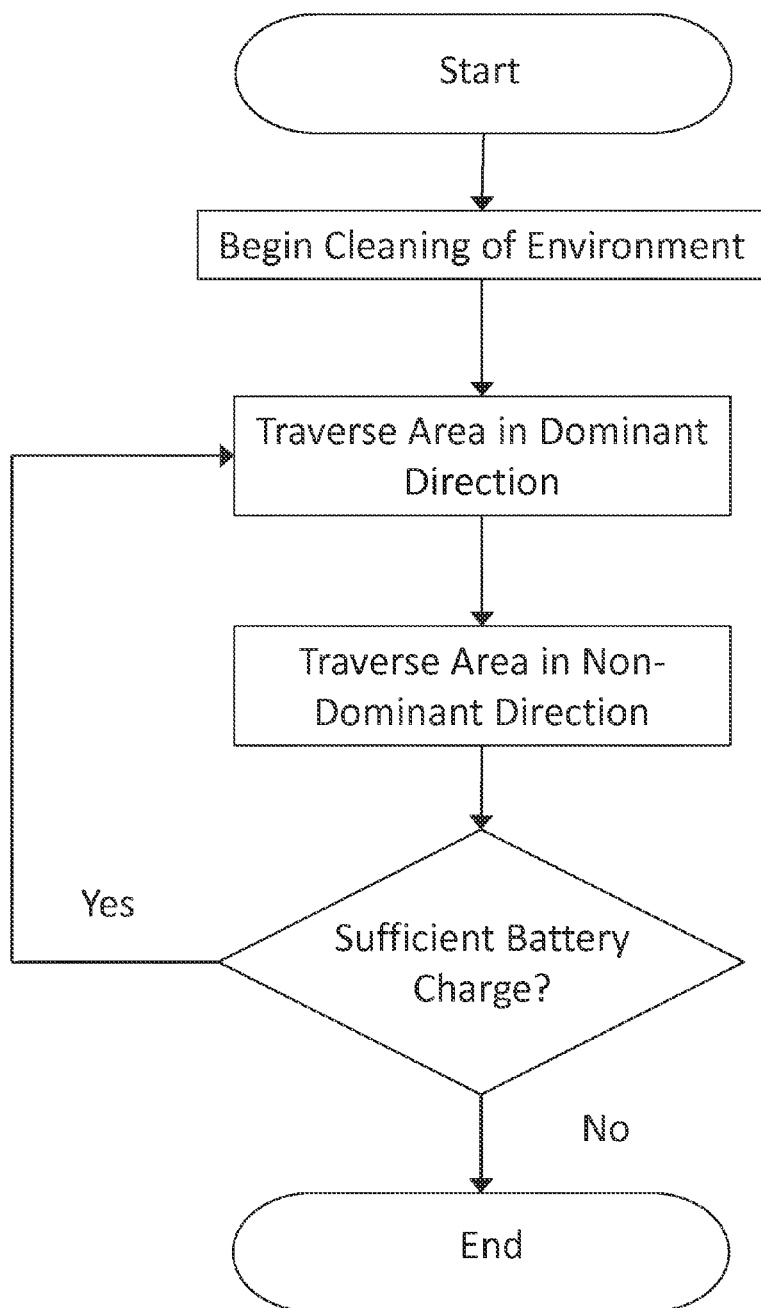 Start
Begin Cleaning of Environment
Traverse Area in Dominant
Direction
Traverse Area in Non-
Dominant Direction
Yes
Sufficient Battery
Charge?
No
End